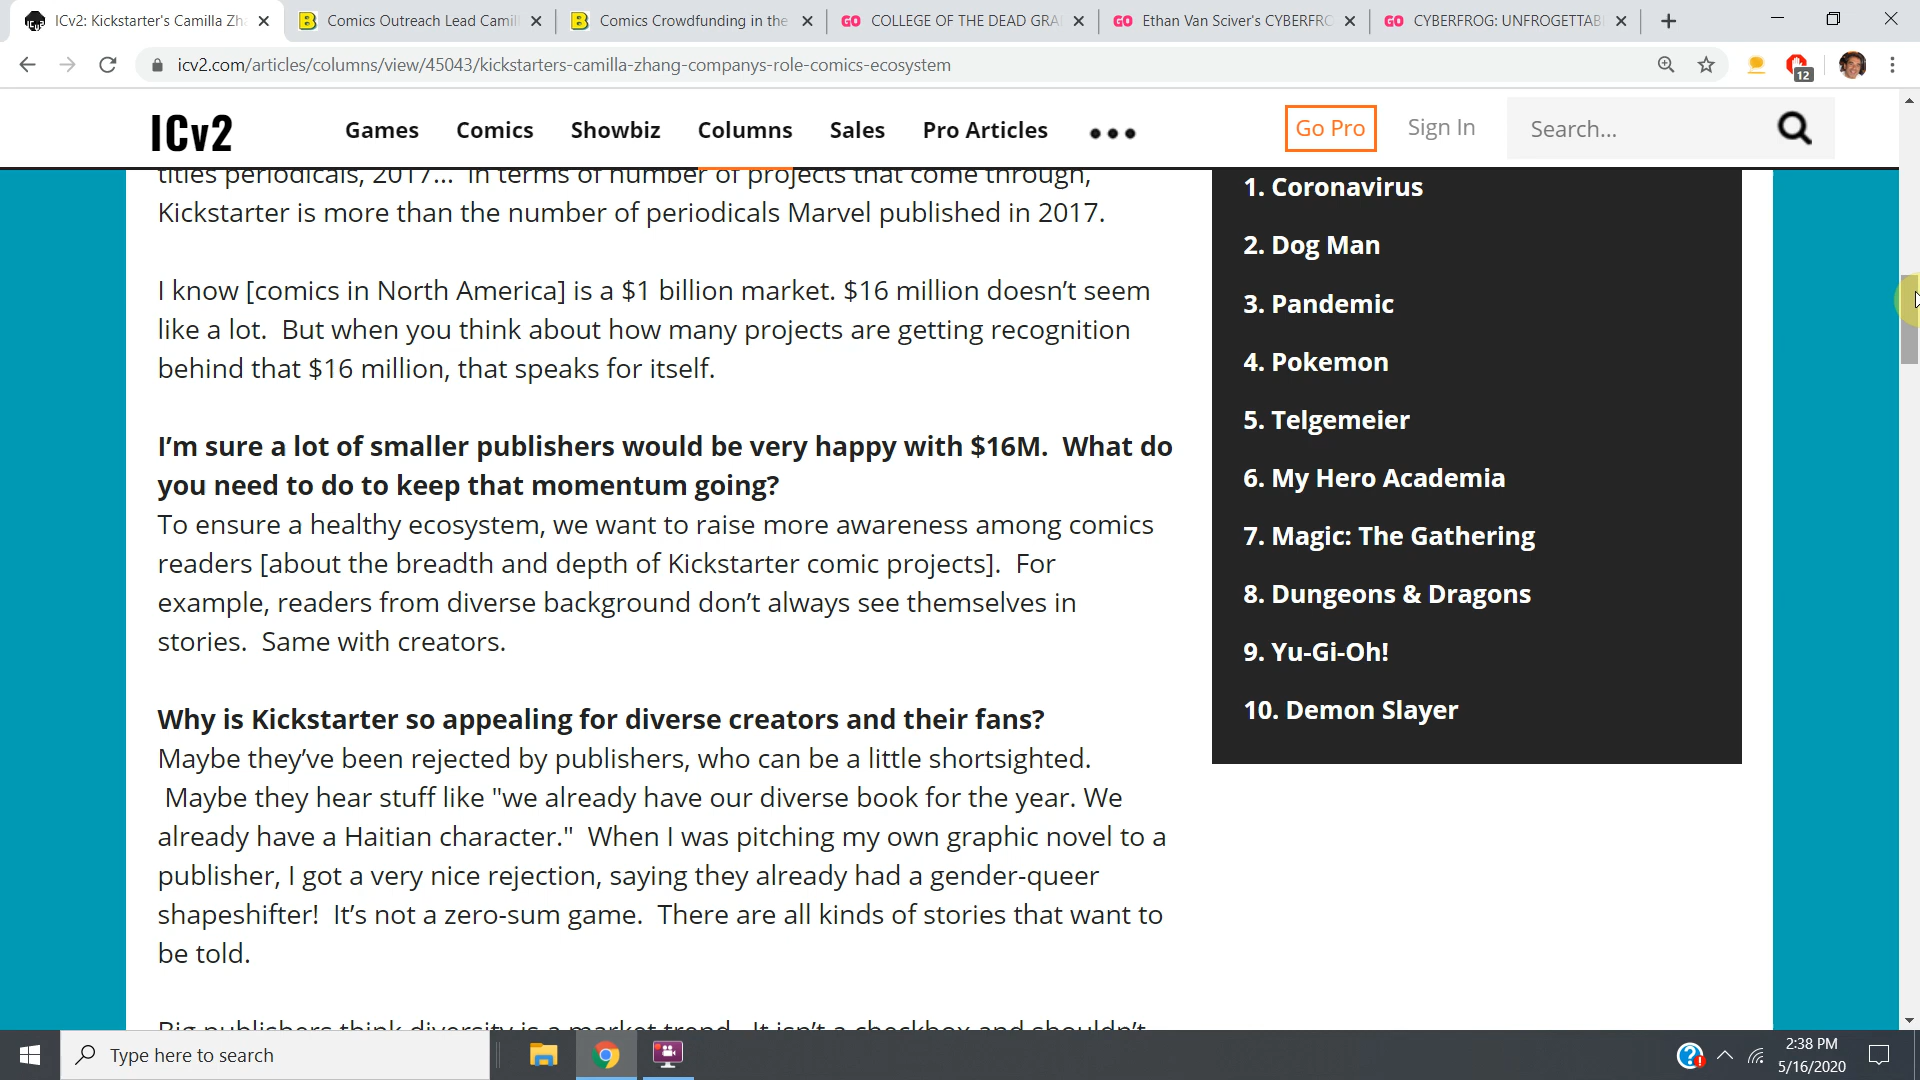 ICv2: Kickstarter's Camilla Zh
Comics Outreach Lead Camil
Comics Crowdfunding in the
GO COLLEGE OF THE DEAD GRA
GO Ethan Van Sciver's CYBERFRO
GO CYBERFROG: UNFROGETTAB
icv2.com/articles/columns/view/45043/kickstarters-camilla-zhang-companys-role-comics-ecosystem
12
ICv2
Games
Comics
Showbiz
Columns
Sales
Pro Articles
Go Pro
Sign In
Search...
titles periodicals, 2017... In terms of number of projects that come through,
Kickstarter is more than the number of periodicals Marvel published in 2017.
I know [comics in North America] is a $1 billion market. $16 million doesn't seem
like a lot. But when you think about how many projects are getting recognition
behind that $16 million, that speaks for itself.
I'm sure a lot of smaller publishers would be very happy with $16M. What do
you need to do to keep that momentum going?
To ensure a healthy ecosystem, we want to raise more awareness among comics
readers [about the breadth and depth of Kickstarter comic projects]. For
example, readers from diverse background don't always see themselves in
stories. Same with creators.
Why is Kickstarter so appealing for diverse creators and their fans?
Maybe they've been rejected by publishers, who can be a little shortsighted.
Maybe they hear stuff like "we already have our diverse book for the year. We
already have a Haitian character." When I was pitching my own graphic novel to a
publisher, I got a very nice rejection, saying they already had a gender-queer
shapeshifter! It's not a zero-sum game. There are all kinds of stories that want to
be told.
Big publishers think diversity is a market trend. It isn't a checkbox and shouldn't
1. Coronavirus
2. Dog Man
3. Pandemic
4. Pokemon
5. Telgemeier
6. My Hero Academia
7. Magic: The Gathering
8. Dungeons & Dragons
9. Yu-Gi-Oh!
10. Demon Slayer
Type here to search
2:38 PM
5/16/2020